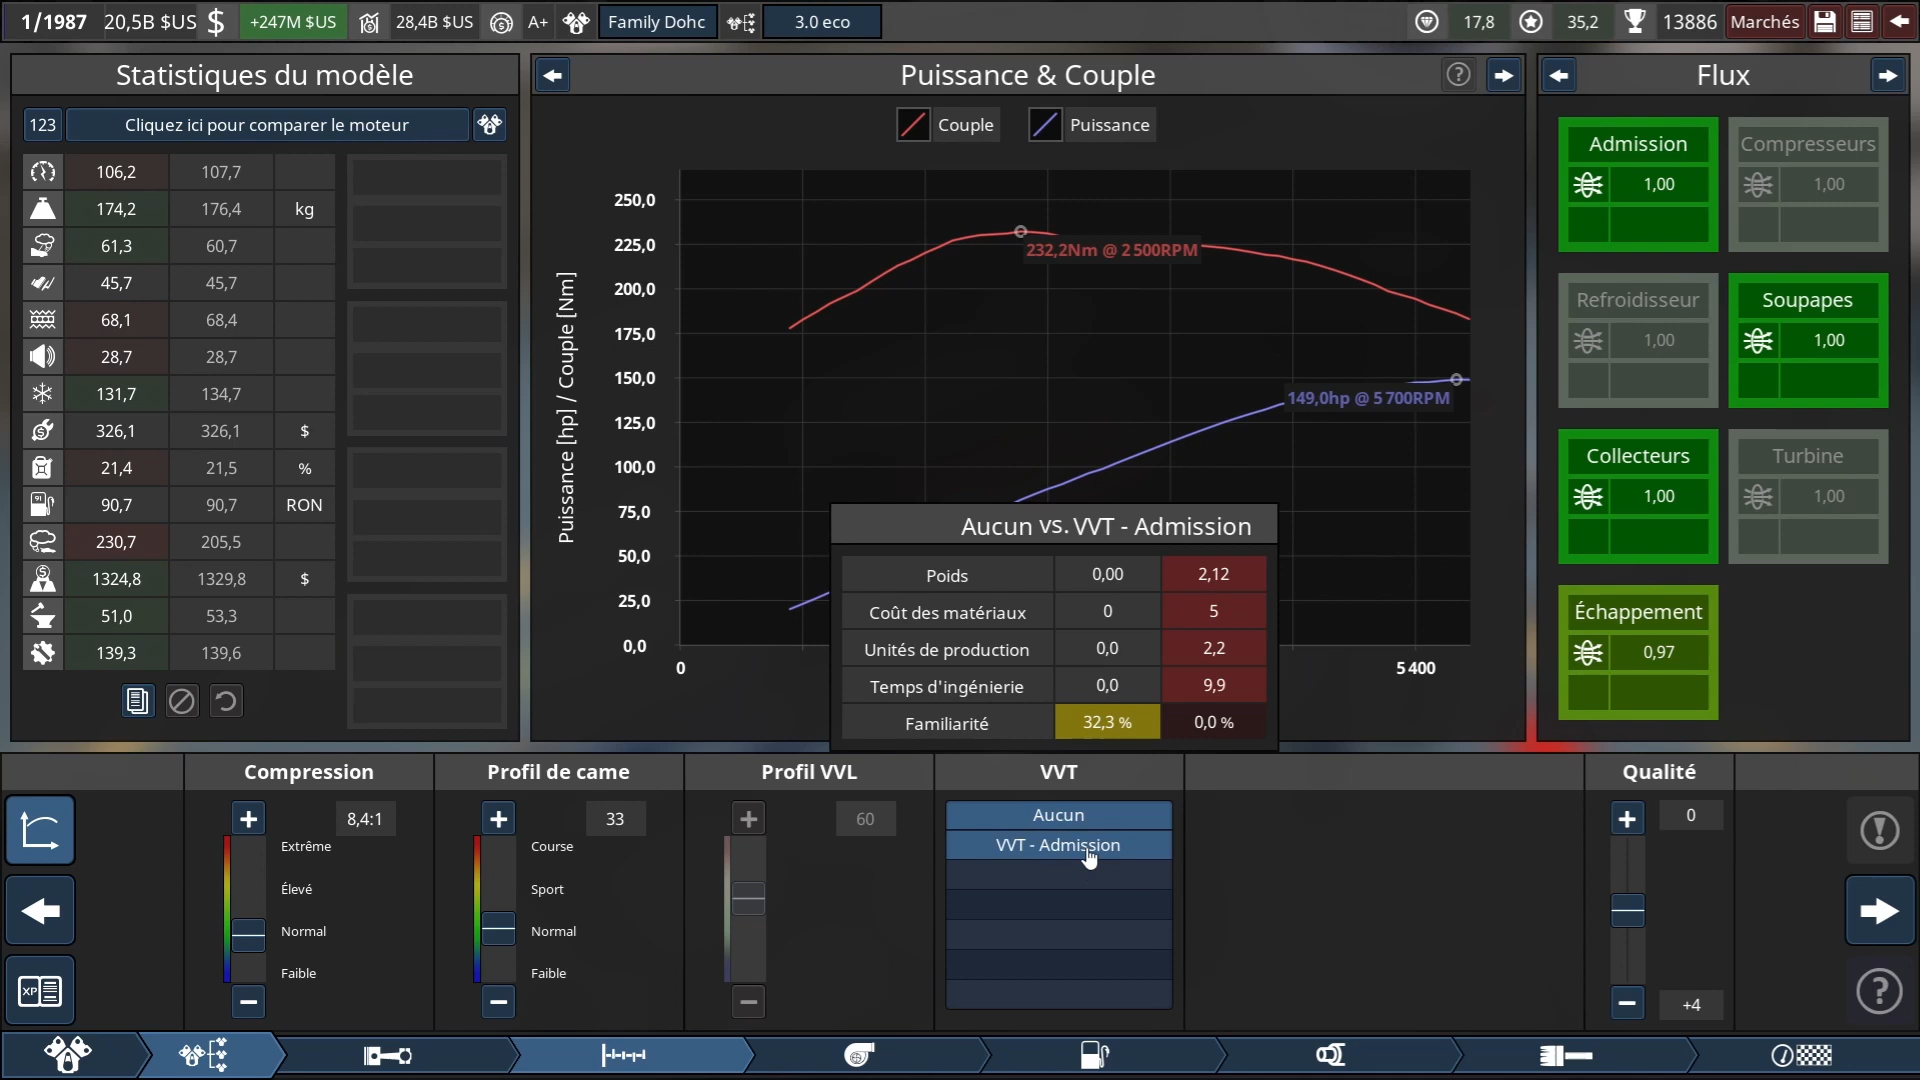 1/1987 20,5B $US +247M $US 28,4B $US A+ Family Dohc 3.0 eco 17,8 35,2 13886 Marchés
Statistiques du modèle
123 Cliquez ici pour comparer le moteur
106,2 107,7
174,2 176,4 kg
61,3 60,7
45,7 45,7
68,1 68,4
28,7 28,7
131,7 134,7
326,1 326,1 $
21,4 21,5 %
90,7 90,7 RON
230,7 205,5
1324,8 1329,8 $
51,0 53,3
139,3 139,6
Puissance & Couple
?
Couple Puissance
Puissance [hp] / Couple [Nm]
250,0
225,0
200,0
175,0
150,0
125,0
100,0
75,0
50,0
25,0
0,0
0 5 400
232,2Nm @ 2 500RPM
149,0hp @ 5 700RPM
Aucun vs. VVT - Admission
Poids 0,00 2,12
Coût des matériaux 0 5
Unités de production 0,0 2,2
Temps d'ingénierie 0,0 9,9
Familiarité 32,3 % 0,0 %
Flux
Admission
1,00
Compresseurs
1,00
Refroidisseur
1,00
Soupapes
1,00
Collecteurs
1,00
Turbine
1,00
Échappement
0,97
Compression
8,4:1
Extrême
Élevé
Normal
Faible
Profil de came
33
Course
Sport
Normal
Faible
Profil VVL
60
VVT
Aucun
VVT - Admission
Qualité
0
+4
XP
?